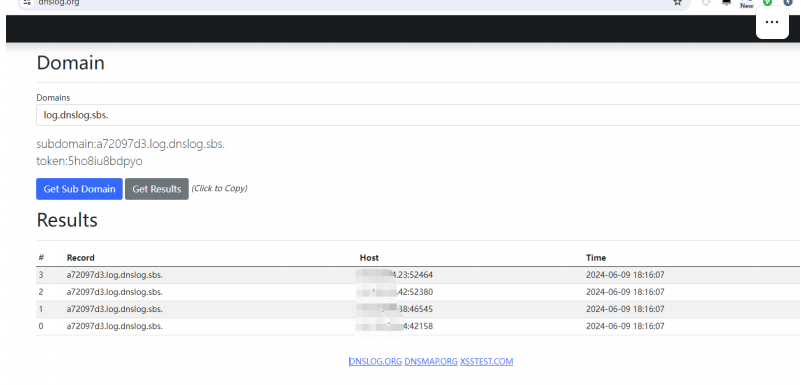 dnslog.org
New
Domain
Domains
log.dnslog.sbs.
subdomain:a72097d3.log.dnslog.sbs.
token:5ho8iu8bdpyo
Get Sub Domain Get Results (Click to Copy)
Results
# Record Host Time
3 a72097d3.log.dnslog.sbs. 4.23:52464 2024-06-09 18:16:07
2 a72097d3.log.dnslog.sbs. .42:52380 2024-06-09 18:16:07
1 a72097d3.log.dnslog.sbs. 38:46545 2024-06-09 18:16:07
0 a72097d3.log.dnslog.sbs. 4:42158 2024-06-09 18:16:07
DNSLOG.ORG DNSMAP.ORG XSSTEST.COM